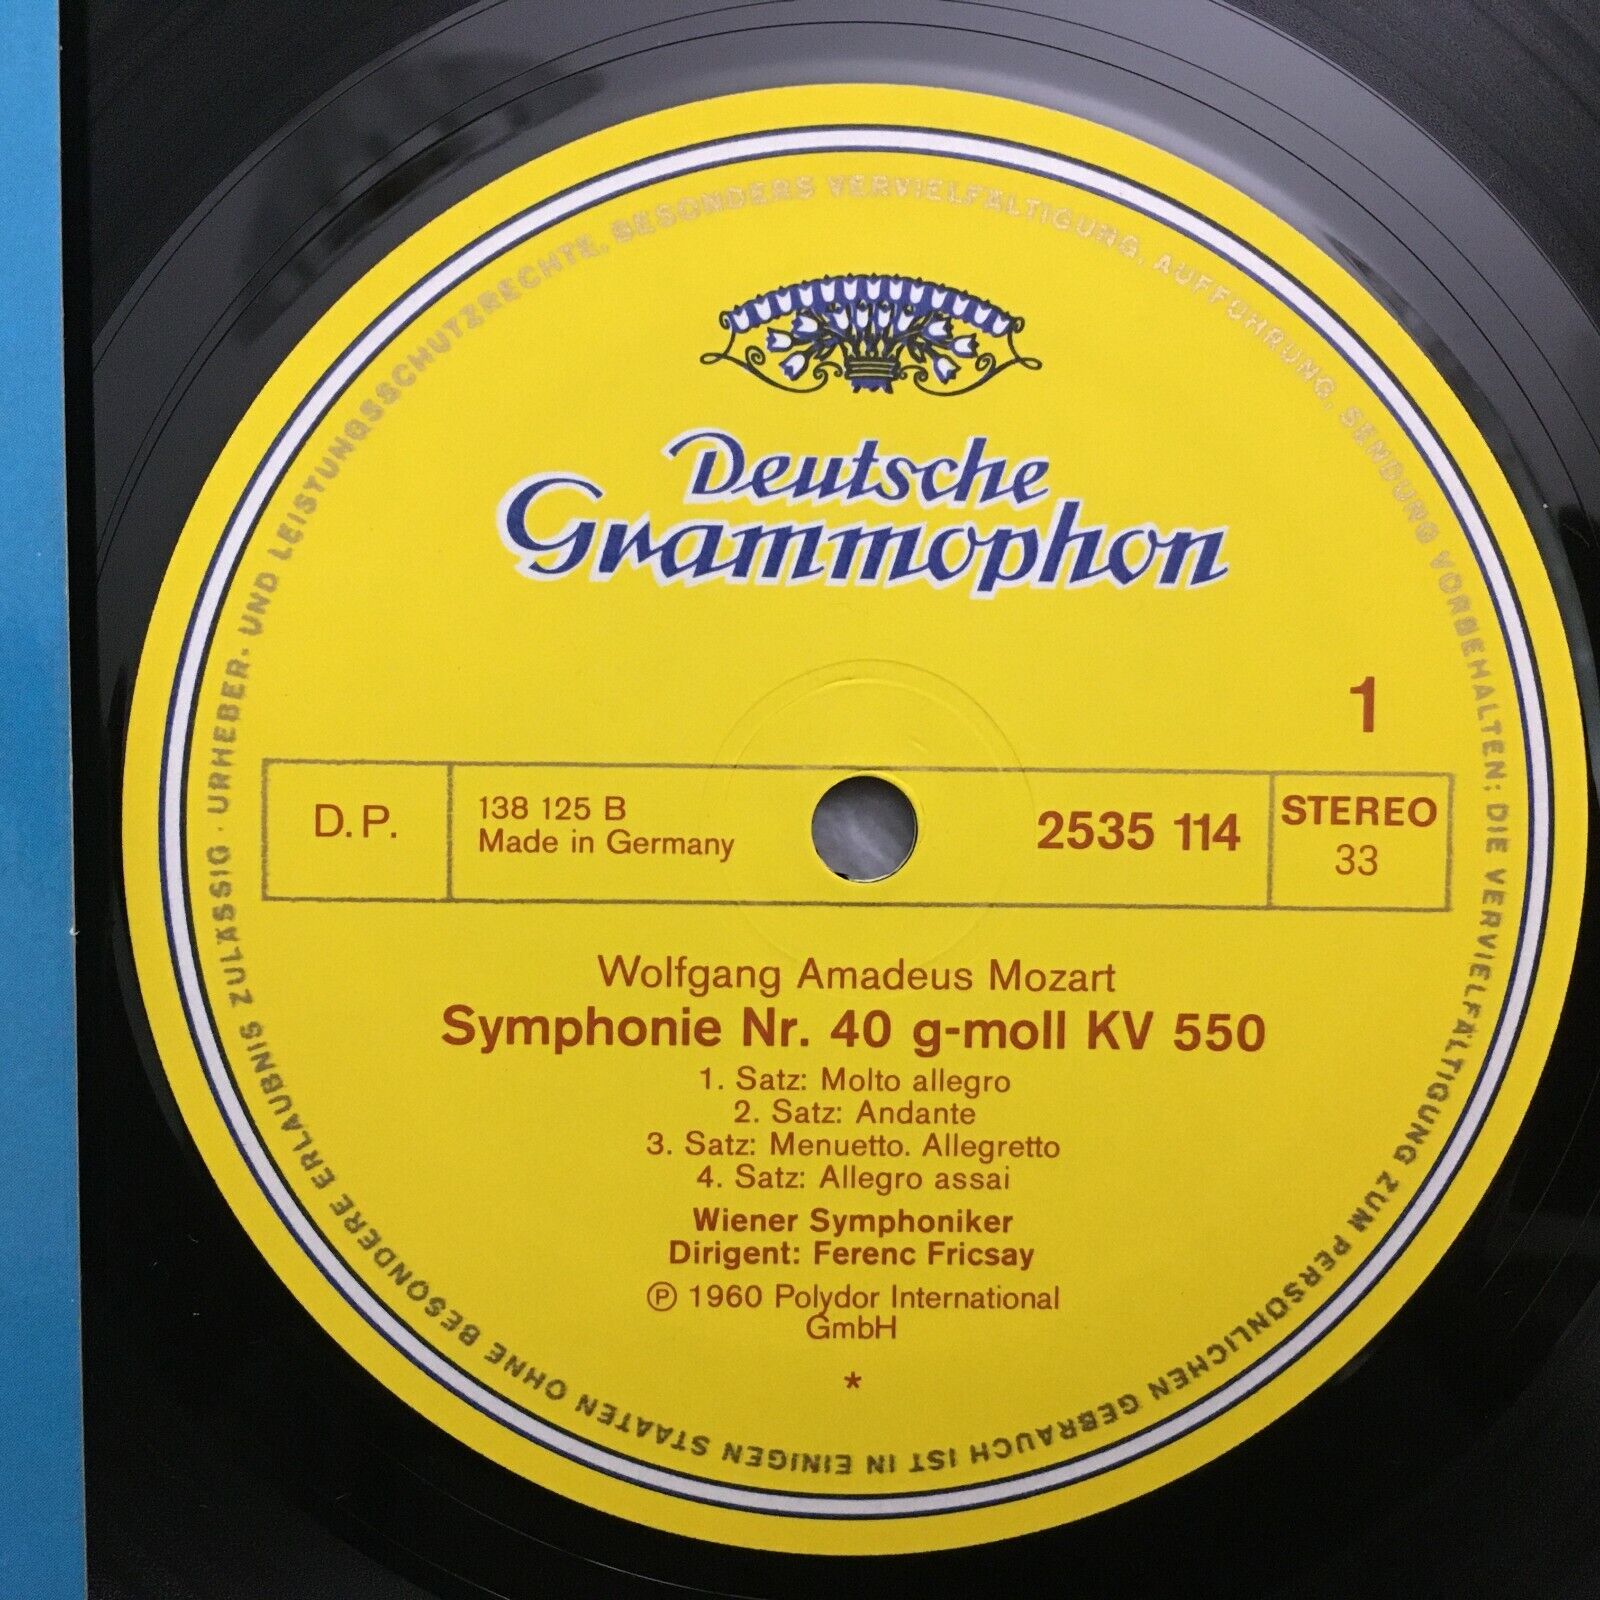 URHEBER- UND LEISTUNGSSCHUTZRECHTE, BESONDERS VERVIELFÄLTIGUNG, AUFFÜHRUNG, SENDUNG VORBEHALTEN; DIE VERVIELFÄLTIGUNG ZUM PERSÖNLICHEN GEBRAUCH IST IN EINIGEN STAATEN OHNE BESONDERE ERLAUBNIS ZULÄSSIG ·
Deutsche
Grammophon
1
D.P.
138 125 B
Made in Germany
2535 114
STEREO
33
Wolfgang Amadeus Mozart
Symphonie Nr. 40 g-moll KV 550
1. Satz: Molto allegro
2. Satz: Andante
3. Satz: Menuetto. Allegretto
4. Satz: Allegro assai
Wiener Symphoniker
Dirigent: Ferenc Fricsay
℗ 1960 Polydor International
GmbH
*